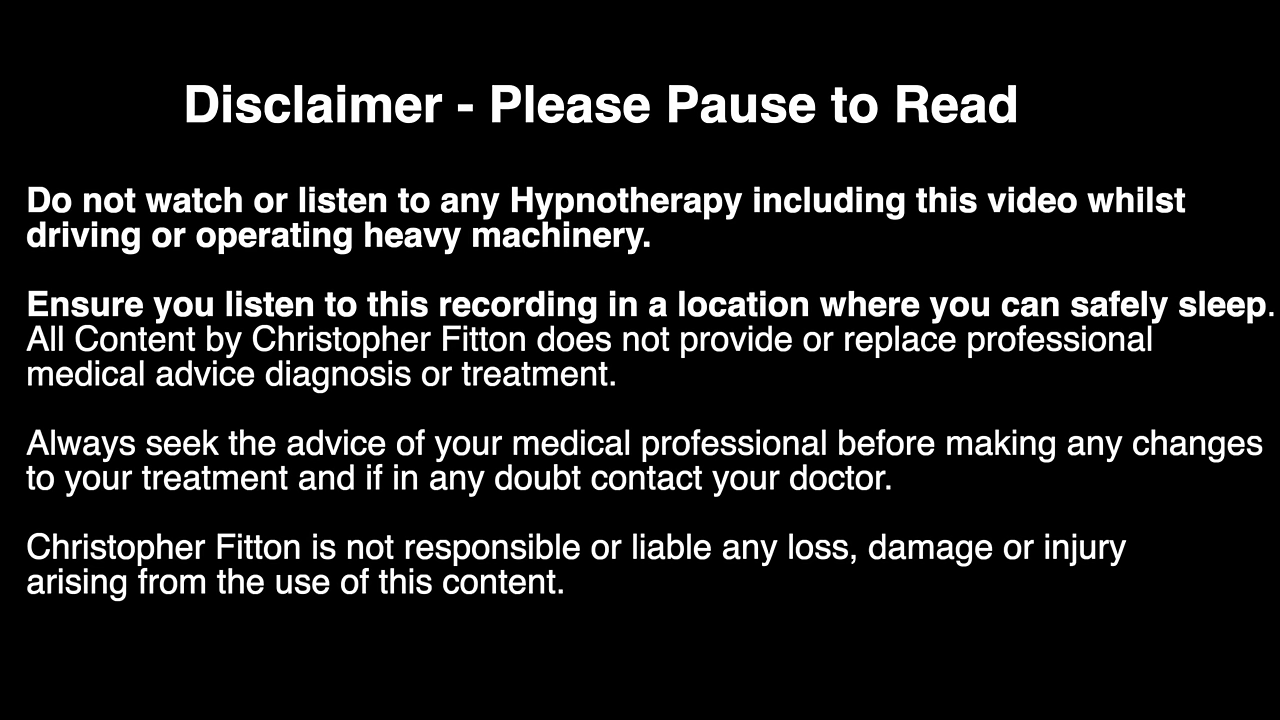 Disclaimer - Please Pause to Read
Do not watch or listen to any Hypnotherapy including this video whilst
driving or operating heavy machinery.
Ensure you listen to this recording in a location where you can safely sleep.
All Content by Christopher Fitton does not provide or replace professional
medical advice diagnosis or treatment.
Always seek the advice of your medical professional before making any changes
to your treatment and if in any doubt contact your doctor.
Christopher Fitton is not responsible or liable any loss, damage or injury
arising from the use of this content.